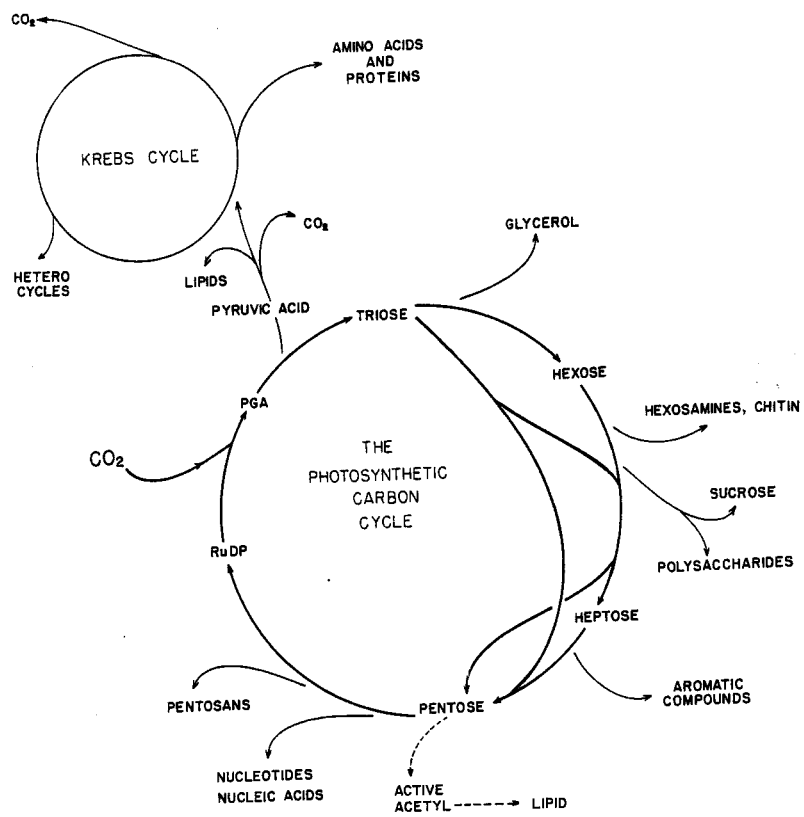 CO₂
AMINO ACIDS
AND
PROTEINS
KREBS CYCLE
CO₂
GLYCEROL
HETERO
CYCLES
LIPIDS
PYRUVIC ACID
TRIOSE
HEXOSE
PGA
HEXOSAMINES, CHITIN
CO₂
THE
PHOTOSYNTHETIC
CARBON
CYCLE
SUCROSE
RuDP
POLYSACCHARIDES
HEPTOSE
PENTOSANS
PENTOSE
AROMATIC
COMPOUNDS
NUCLEOTIDES
NUCLEIC ACIDS
ACTIVE
ACETYL
LIPID